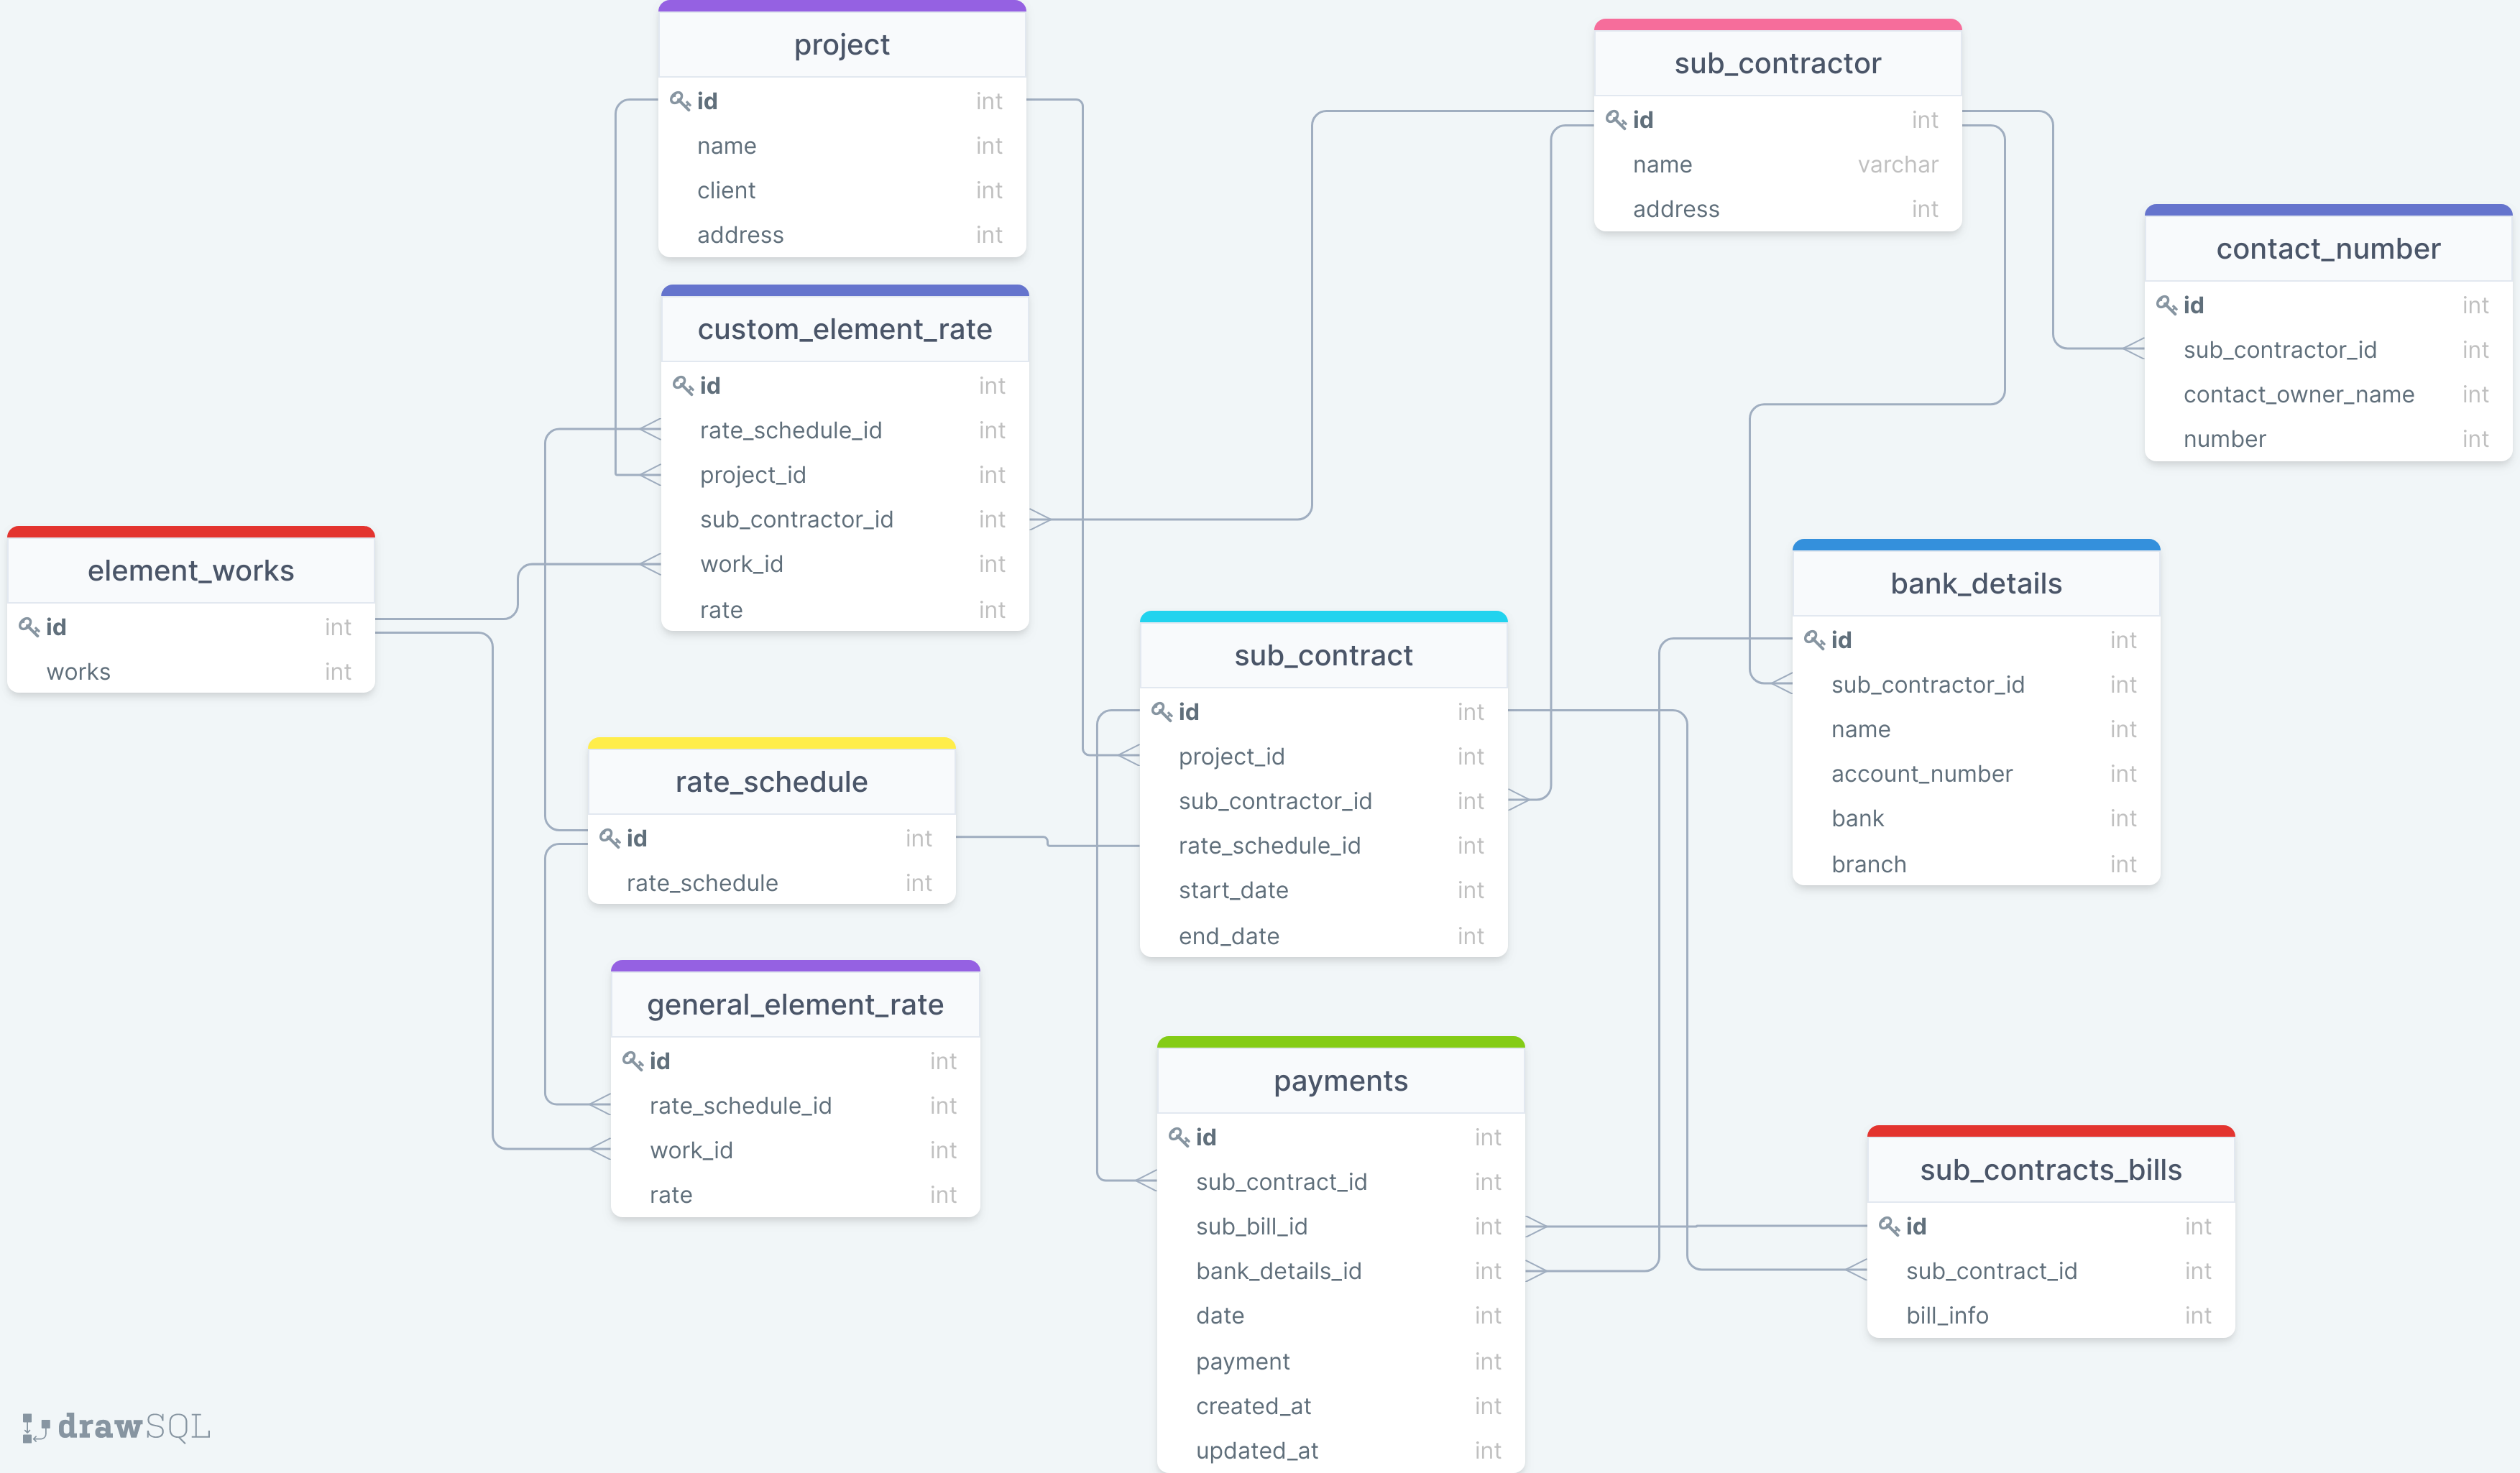 project
id int
name int
client int
address int
sub_contractor
id int
name varchar
address int
contact_number
id int
sub_contractor_id int
contact_owner_name int
number int
custom_element_rate
id int
rate_schedule_id int
project_id int
sub_contractor_id int
work_id int
rate int
element_works
id int
works int
bank_details
id int
sub_contractor_id int
name int
account_number int
bank int
branch int
sub_contract
id int
project_id int
sub_contractor_id int
rate_schedule_id int
start_date int
end_date int
rate_schedule
id int
rate_schedule int
general_element_rate
id int
rate_schedule_id int
work_id int
rate int
payments
id int
sub_contract_id int
sub_bill_id int
bank_details_id int
date int
payment int
created_at int
updated_at int
sub_contracts_bills
id int
sub_contract_id int
bill_info int
drawSQL